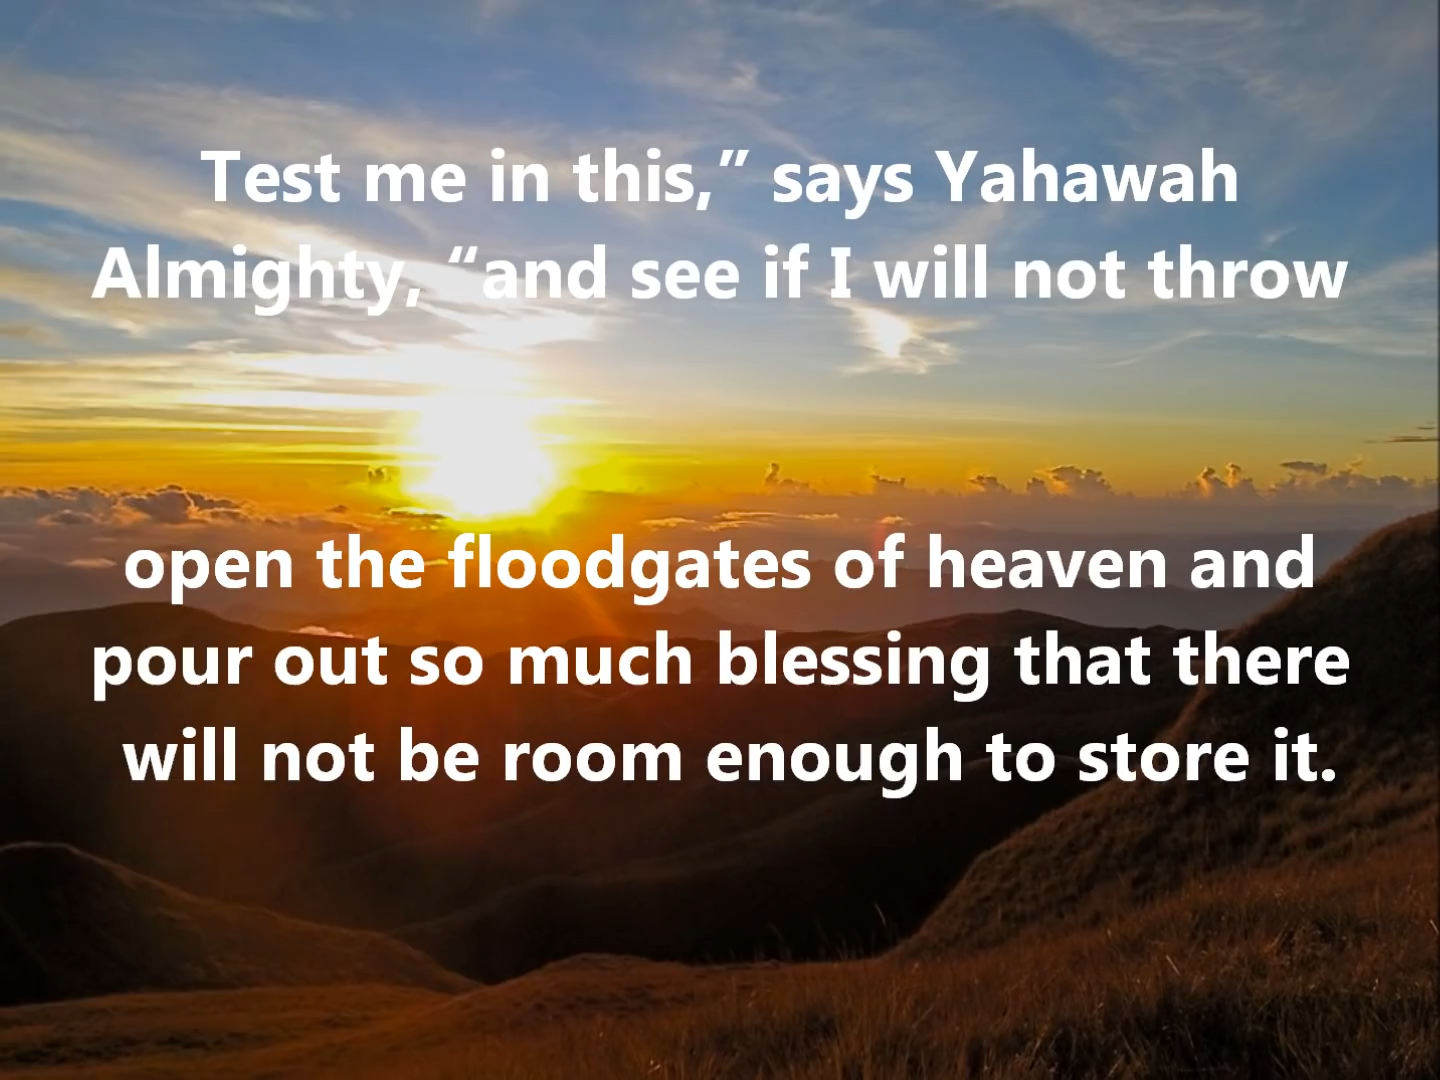 Test me in this,” says Yahawah
Almighty, “and see if I will not throw
open the floodgates of heaven and
pour out so much blessing that there
will not be room enough to store it.